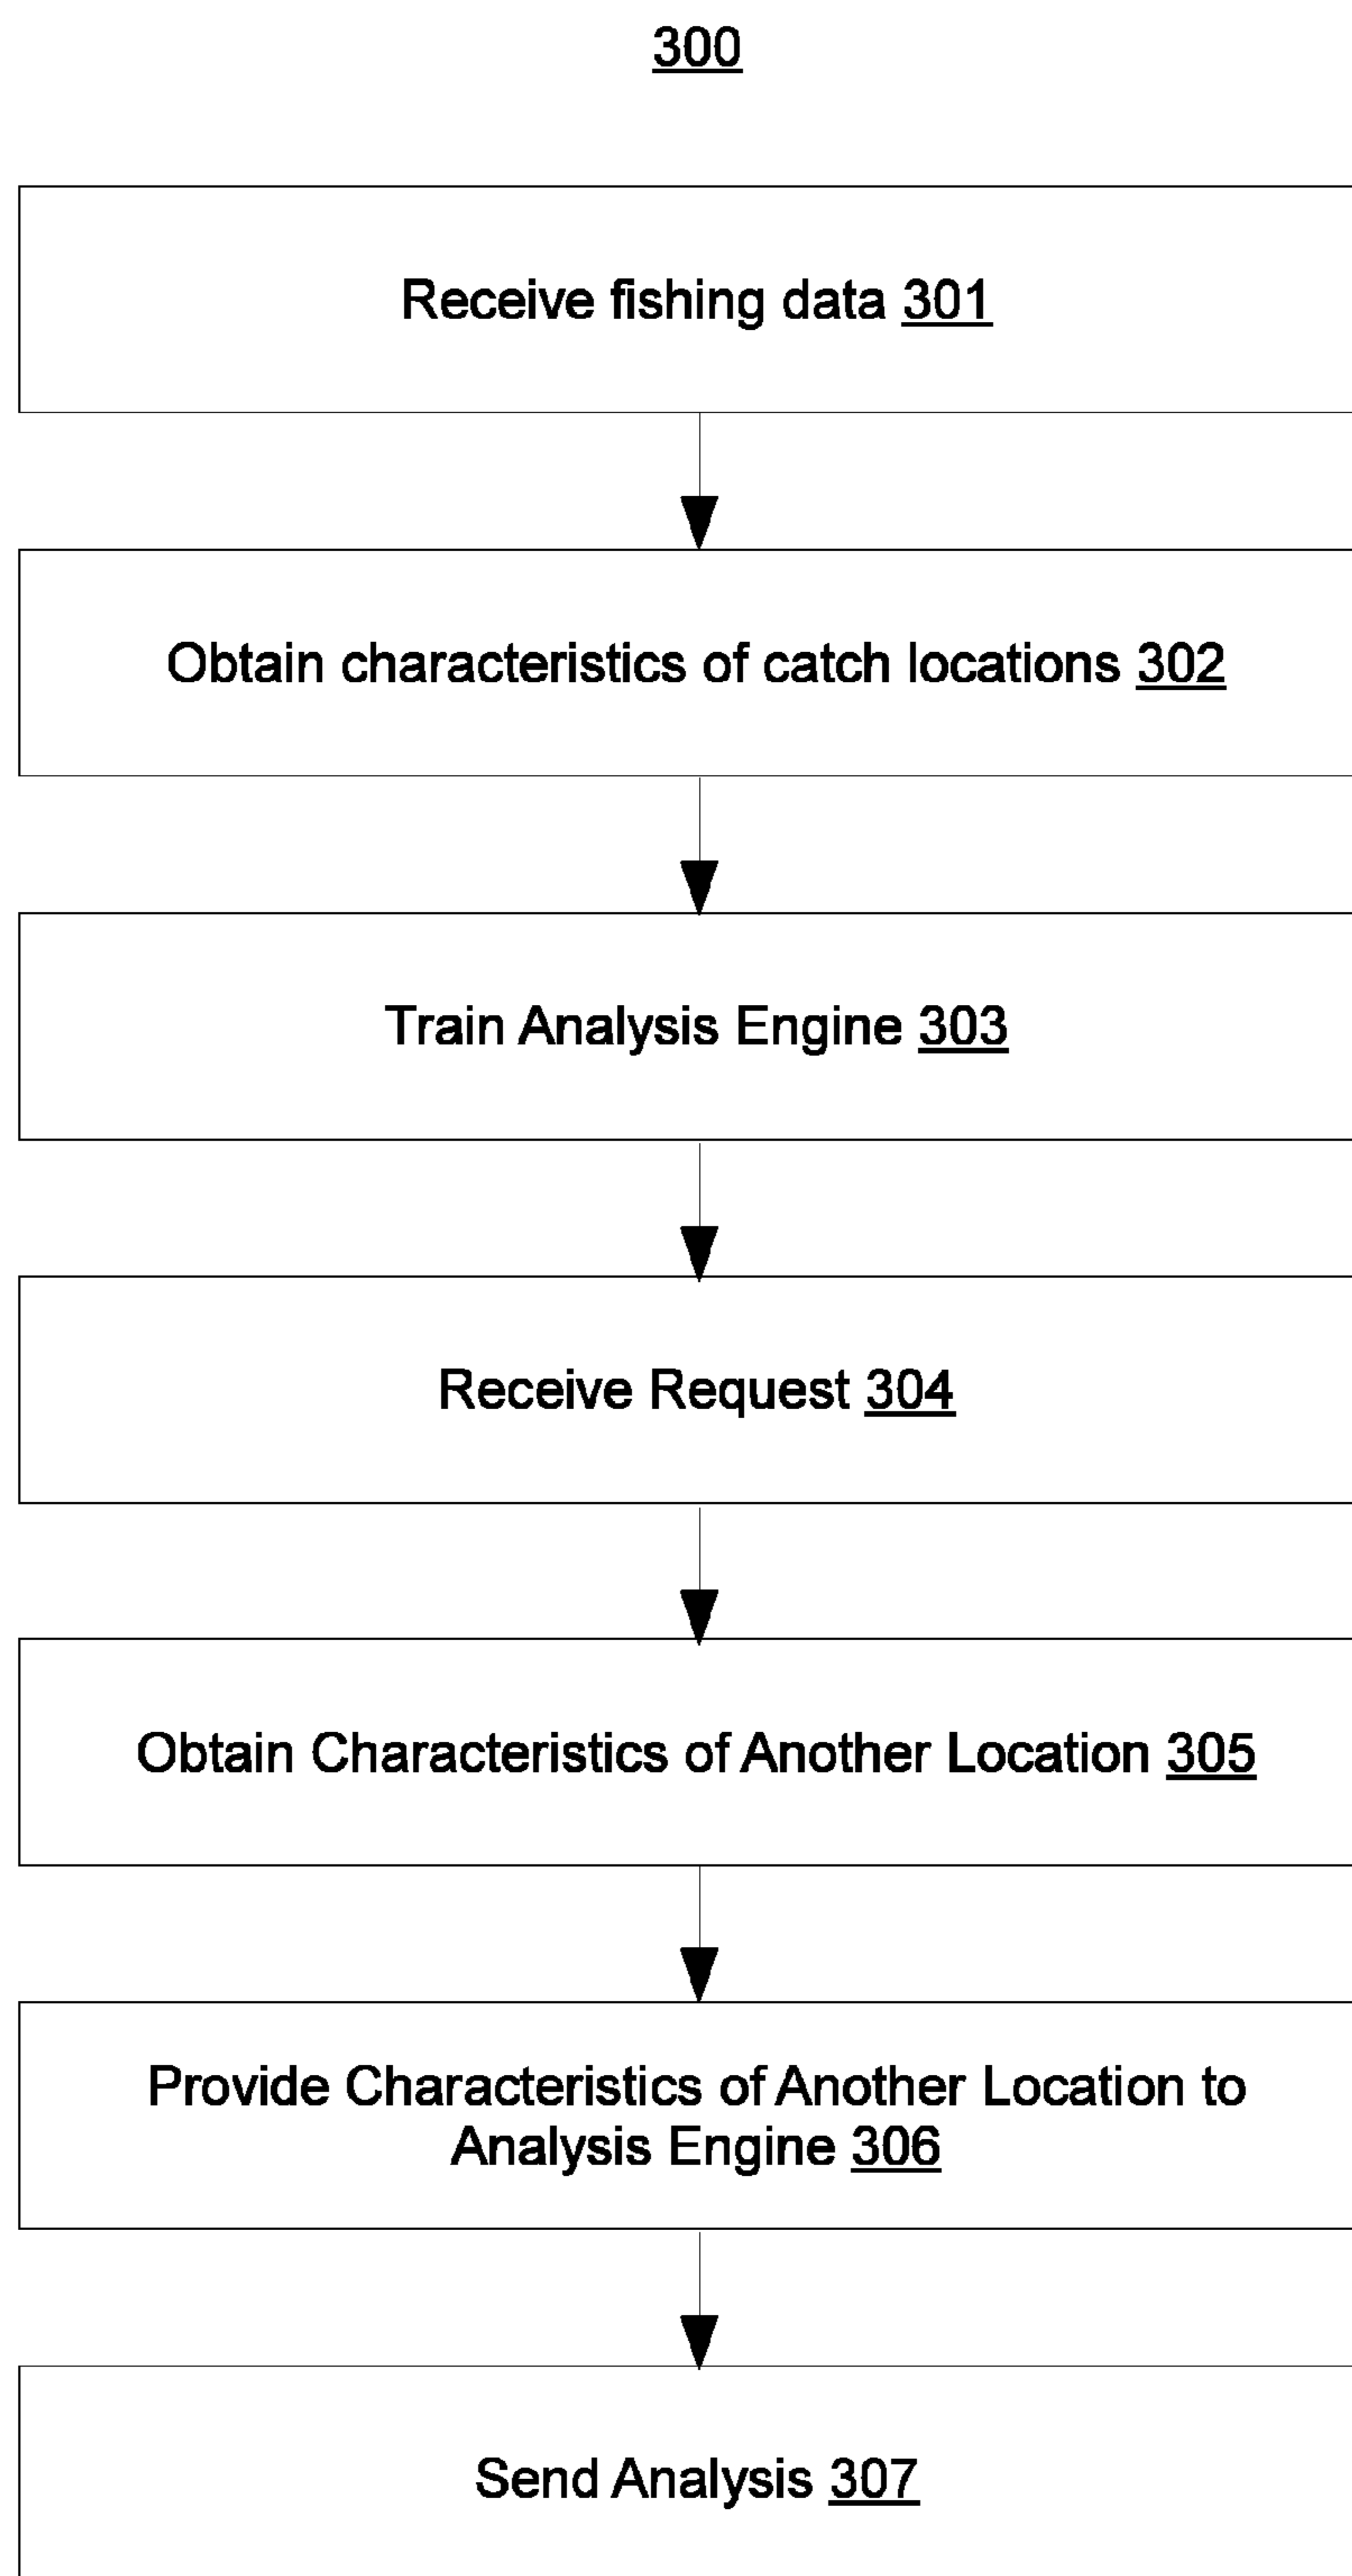 300
Receive fishing data 301
Obtain characteristics of catch locations 302
Train Analysis Engine 303
Receive Request 304
Obtain Characteristics of Another Location 305
Provide Characteristics of Another Location to
Analysis Engine 306
Send Analysis 307